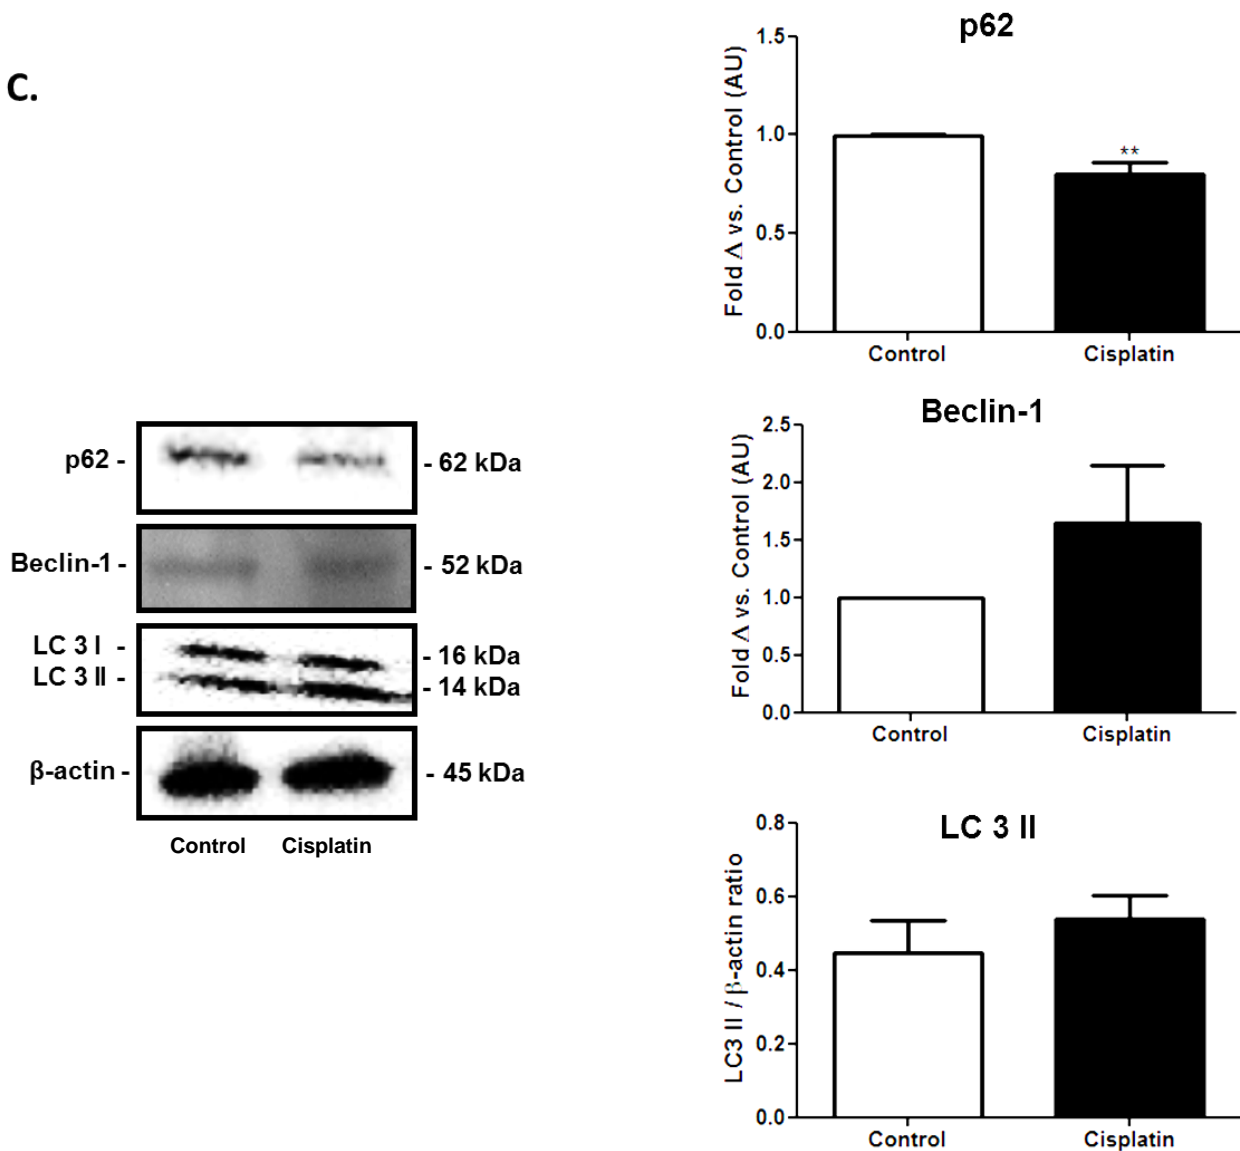 C.
p62 -
- 62 kDa
Beclin-1 -
- 52 kDa
LC 3 I -
- 16 kDa
LC 3 II -
- 14 kDa
β-actin -
- 45 kDa
Control Cisplatin
p62
Fold Δ vs. Control (AU)
1.5
1.0
0.5
0.0
**
Control Cisplatin
Beclin-1
Fold Δ vs. Control (AU)
2.5
2.0
1.5
1.0
0.5
0.0
Control Cisplatin
LC 3 II
LC3 II / β-actin ratio
0.8
0.6
0.4
0.2
0.0
Control Cisplatin